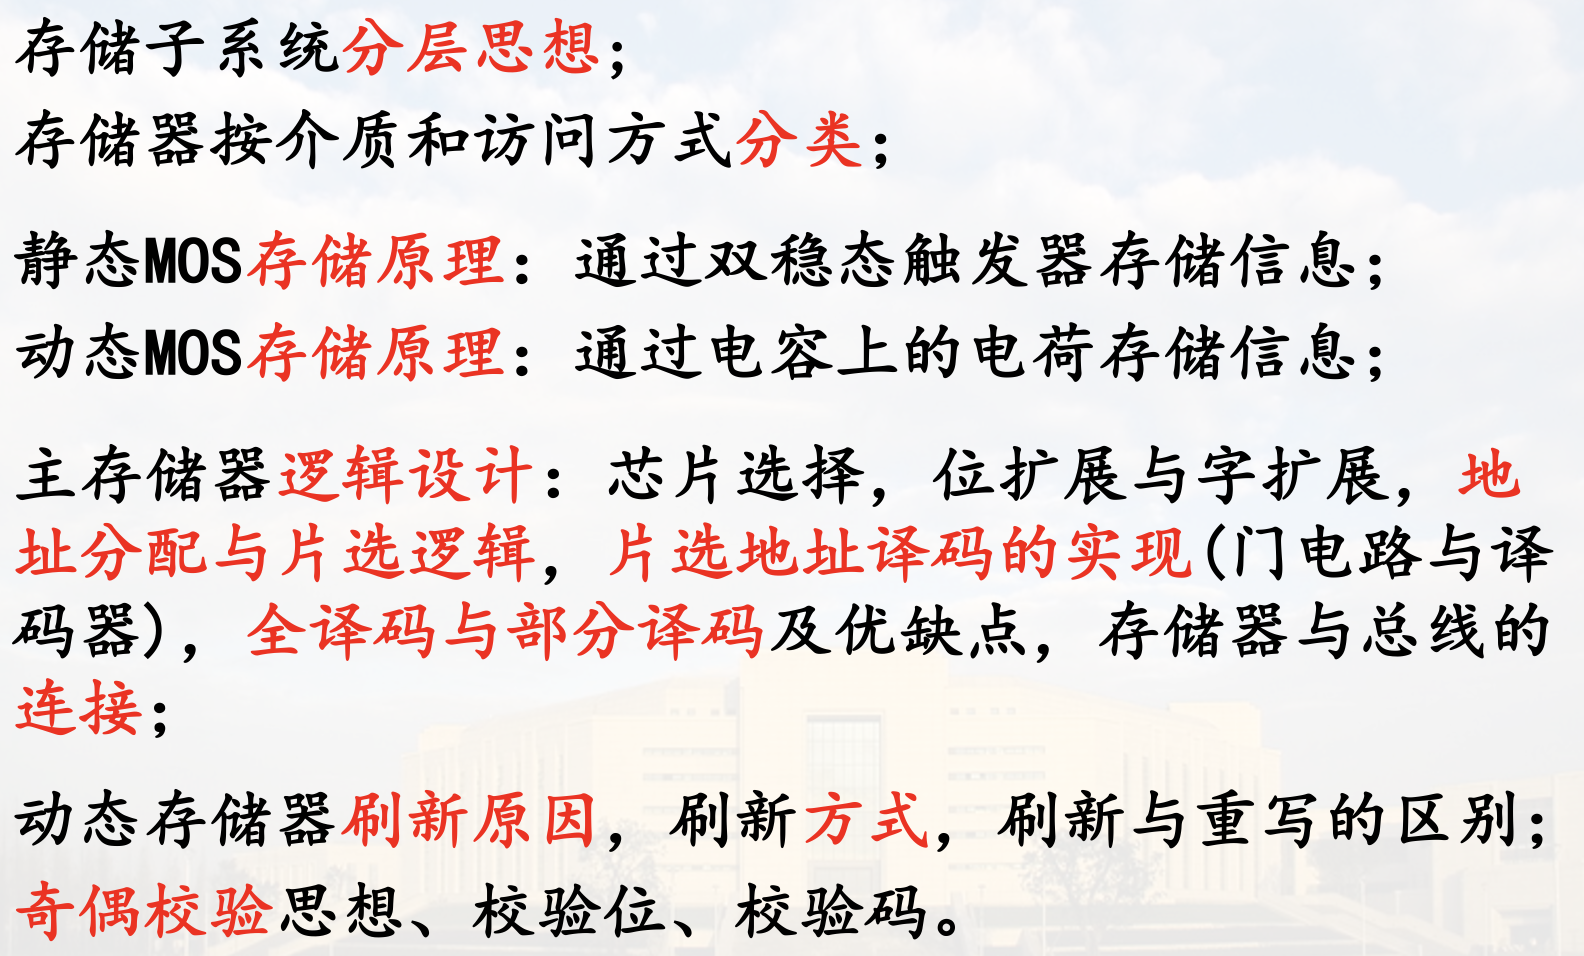 存储子系统分层思想；
存储器按介质和访问方式分类；
静态MOS存储原理：通过双稳态触发器存储信息；
动态MOS存储原理：通过电容上的电荷存储信息；
主存储器逻辑设计：芯片选择，位扩展与字扩展，地
址分配与片选逻辑，片选地址译码的实现(门电路与译
码器)，全译码与部分译码及优缺点，存储器与总线的
连接；
动态存储器刷新原因，刷新方式，刷新与重写的区别；
奇偶校验思想、校验位、校验码。